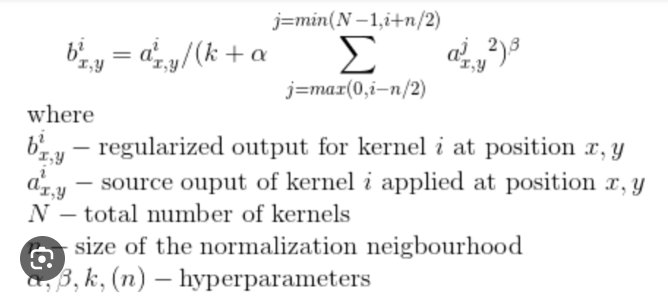 j=min(N−1,i+n/2)
b^i_{x,y} = a^i_{x,y}/(k + α ∑ a^j_{x,y}^2)^β
j=max(0,i−n/2)
where
b^i_{x,y} − regularized output for kernel i at position x, y
a^i_{x,y} − source ouput of kernel i applied at position x, y
N − total number of kernels
− size of the normalization neigbourhood
α, β, k, (n) − hyperparameters